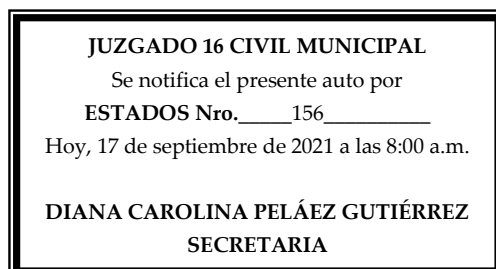 JUZGADO 16 CIVIL MUNICIPAL
Se notifica el presente auto por
ESTADOS Nro._____156__________
Hoy, 17 de septiembre de 2021 a las 8:00 a.m.
DIANA CAROLINA PELÁEZ GUTIÉRREZ
SECRETARIA